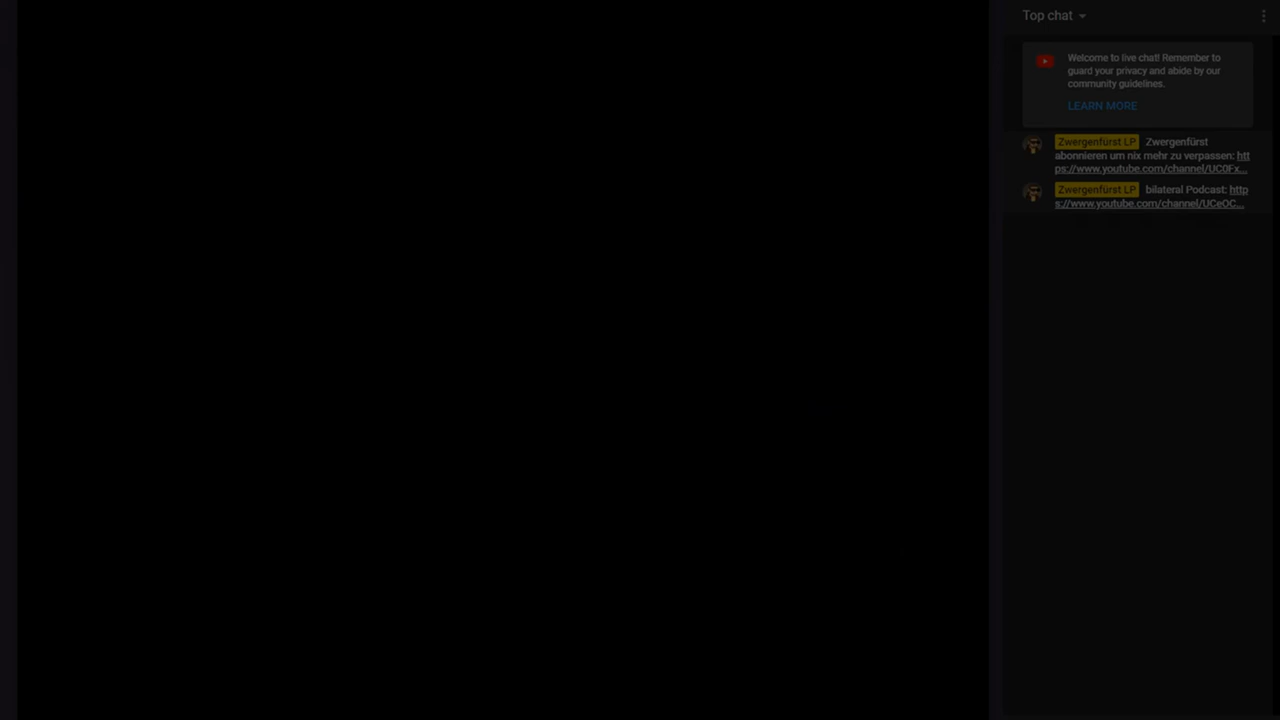 Top chat
Welcome to live chat! Remember to
guard your privacy and abide by our
community guidelines.
LEARN MORE
Zwergenfürst LP Zwergenfürst
abonnieren um nix mehr zu verpassen: htt
ps://www.youtube.com/channel/UC0Fx...
Zwergenfürst LP bilateral Podcast: http
s://www.youtube.com/channel/UCeOC...